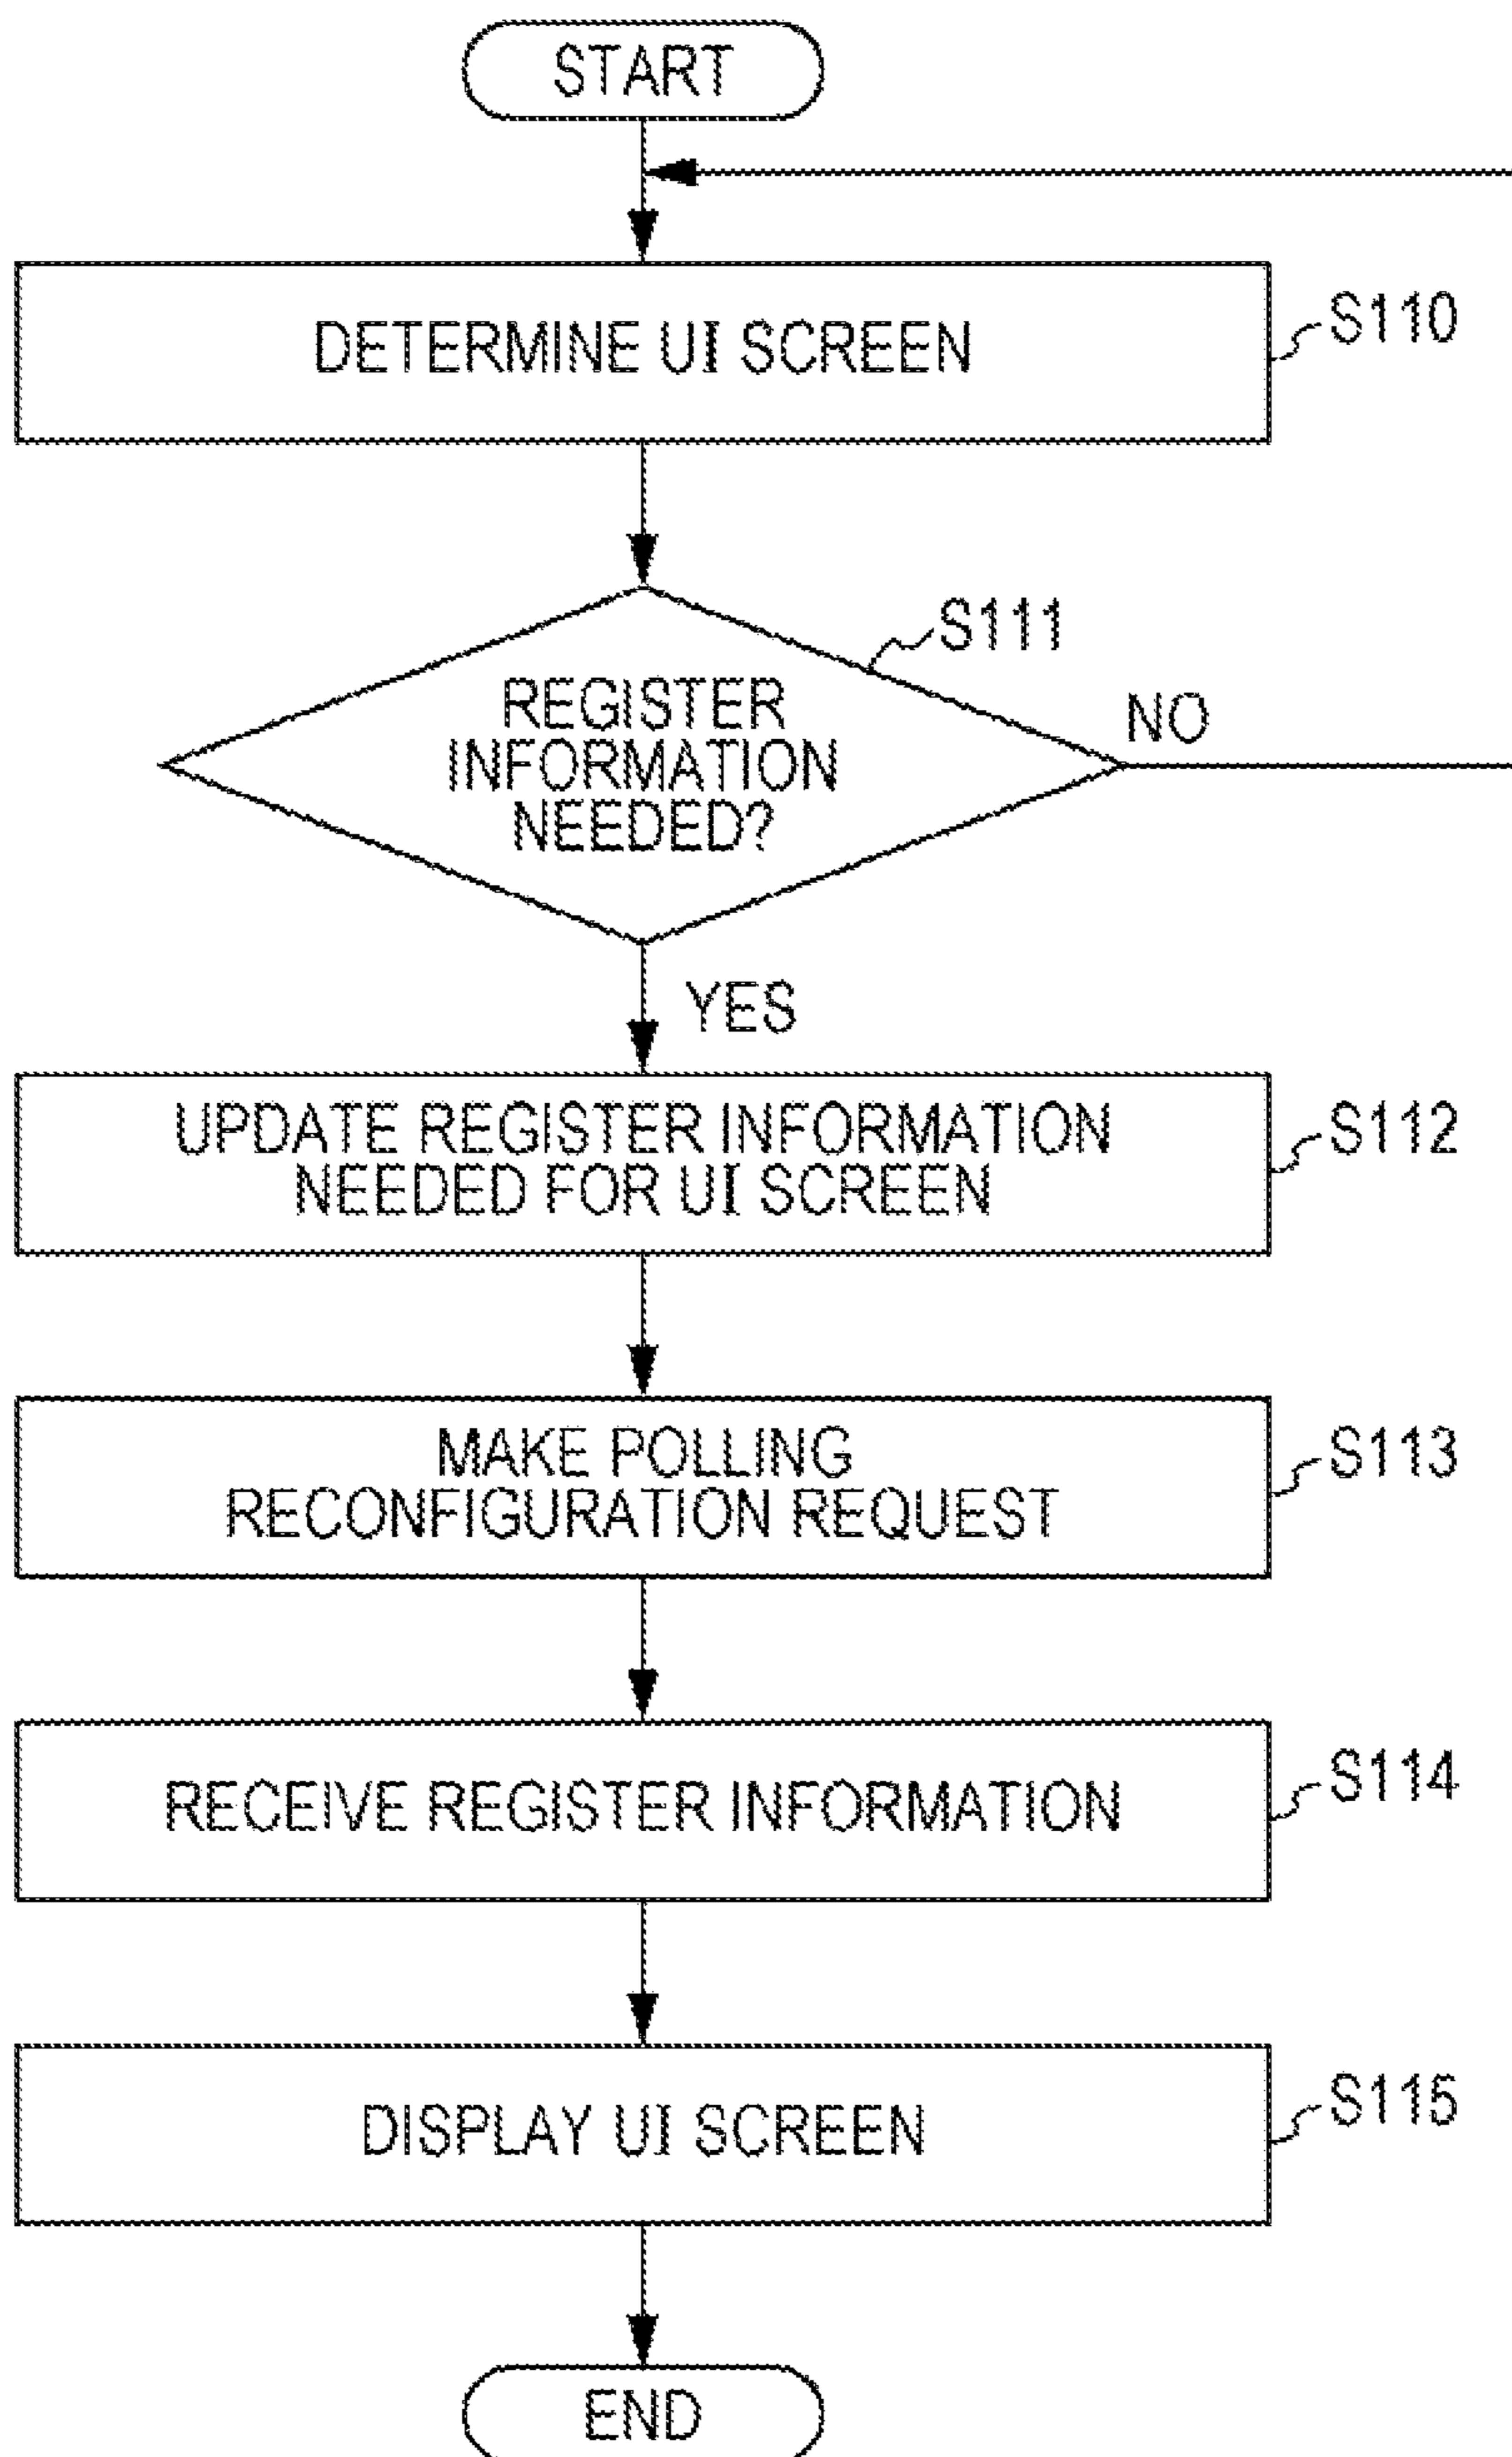 START
DETERMINE UI SCREEN
S110
S111
REGISTER
INFORMATION
NEEDED?
NO
YES
UPDATE REGISTER INFORMATION
NEEDED FOR UI SCREEN
S112
MAKE POLLING
RECONFIGURATION REQUEST
S113
RECEIVE REGISTER INFORMATION
S114
DISPLAY UI SCREEN
S115
END